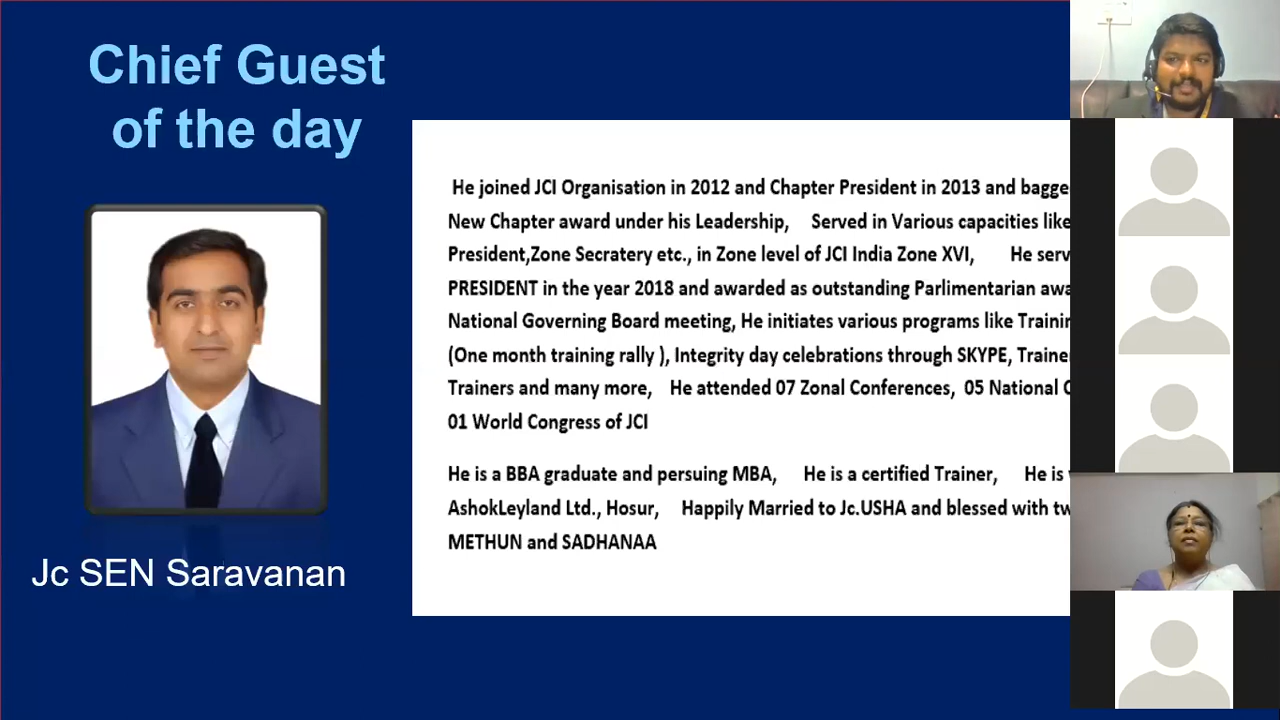 Chief Guest
of the day
Jc SEN Saravanan
He joined JCI Organisation in 2012 and Chapter President in 2013 and
New Chapter award under his Leadership, Served in Various capacities like
President,Zone Secratery etc., in Zone level of JCI India Zone XVI, He
PRESIDENT in the year 2018 and awarded as outstanding Parlimentarian
National Governing Board meeting, He initiates various programs like
(One month training rally ), Integrity day celebrations through SKYPE,
Trainers and many more, He attended 07 Zonal Conferences, 05 National
01 World Congress of JCI
He is a BBA graduate and persuing MBA, He is a certified Trainer, He is
AshokLeyland Ltd., Hosur, Happily Married to Jc.USHA and blessed with
METHUN and SADHANAA